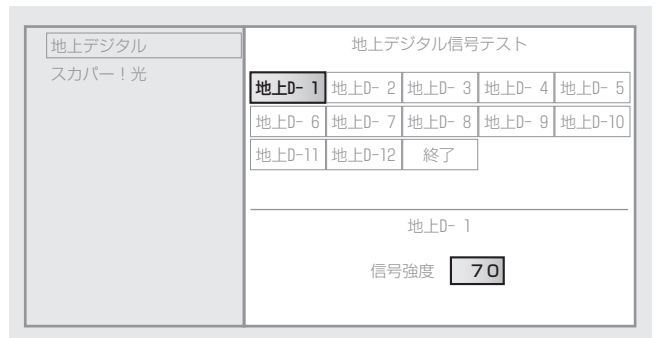 地上デジタル
スカパー！光
地上デジタル信号テスト
地上D- 1 地上D- 2 地上D- 3 地上D- 4 地上D- 5
地上D- 6 地上D- 7 地上D- 8 地上D- 9 地上D-10
地上D-11 地上D-12 終了
地上D- 1
信号強度 70